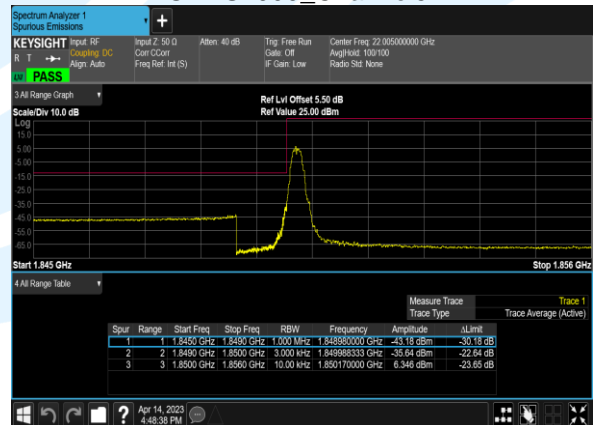 Spectrum Analyzer 1
Spurious Emissions
+
KEYSIGHT Input: RF Input Z: 50 Ω Atten: 40 dB Trig: Free Run Center Freq: 22.005000000 GHz
R T Coupling: DC Corr CCorr Gate: Off Avg|Hold: 100/100
Align: Auto Freq Ref: Int (S) IF Gain: Low Radio Std: None
PASS
3 All Range Graph Ref Lvl Offset 5.50 dB
Scale/Div 10.0 dB Ref Value 25.00 dBm
Log
15.0
5.00
-5.00
-15.0
-25.0
-35.0
-45.0
-55.0
-65.0
Start 1.845 GHz Stop 1.856 GHz
4 All Range Table
Measure Trace Trace 1
Trace Type Trace Average (Active)
Spur Range Start Freq Stop Freq RBW Frequency Amplitude ΔLimit
1 1 1.8450 GHz 1.8490 GHz 1.000 MHz 1.848980000 GHz -43.18 dBm -30.18 dB
2 2 1.8490 GHz 1.8500 GHz 3.000 kHz 1.849988333 GHz -35.64 dBm -22.64 dB
3 3 1.8500 GHz 1.8560 GHz 10.00 kHz 1.850170000 GHz 6.346 dBm -23.65 dB
? Apr 14, 2023
4:48:38 PM